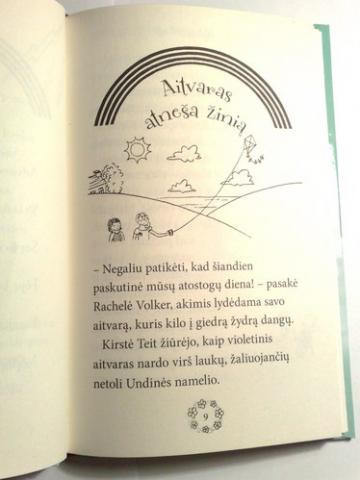 Aitvaras
atneša žinią
– Negaliu patikėti, kad šiandien
paskutinė mūsų atostogų diena! – pasakė
Rachelė Volker, akimis lydėdama savo
aitvarą, kuris kilo į giedrą žydrą dangų.
Kirstė Teit žiūrėjo, kaip violetinis
aitvaras nardo virš laukų, žaliuojančių
netoli Undinės namelio.
9